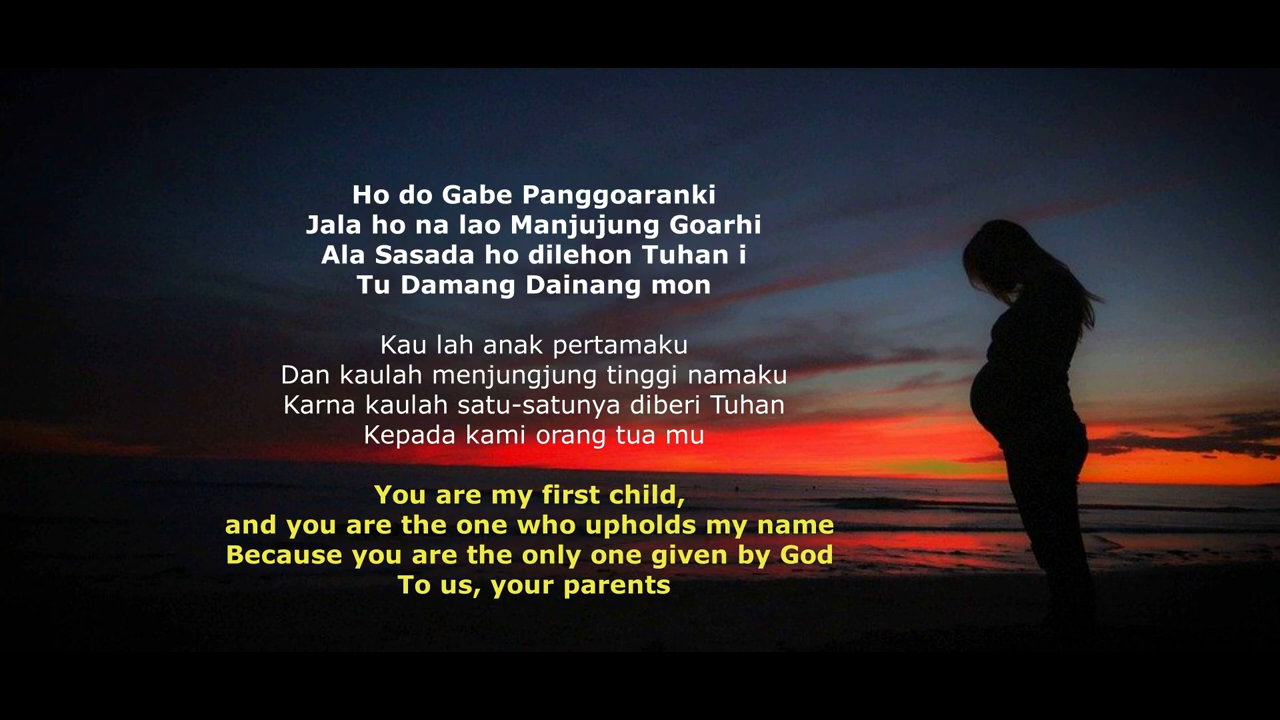 Ho do Gabe Panggoaranki
Jala ho na lao Manjujung Goarhi
Ala Sasada ho dilehon Tuhan i
Tu Damang Dainang mon
Kau lah anak pertamaku
Dan kaulah menjungjung tinggi namaku
Karna kaulah satu-satunya diberi Tuhan
Kepada kami orang tua mu
You are my first child,
and you are the one who upholds my name
Because you are the only one given by God
To us, your parents